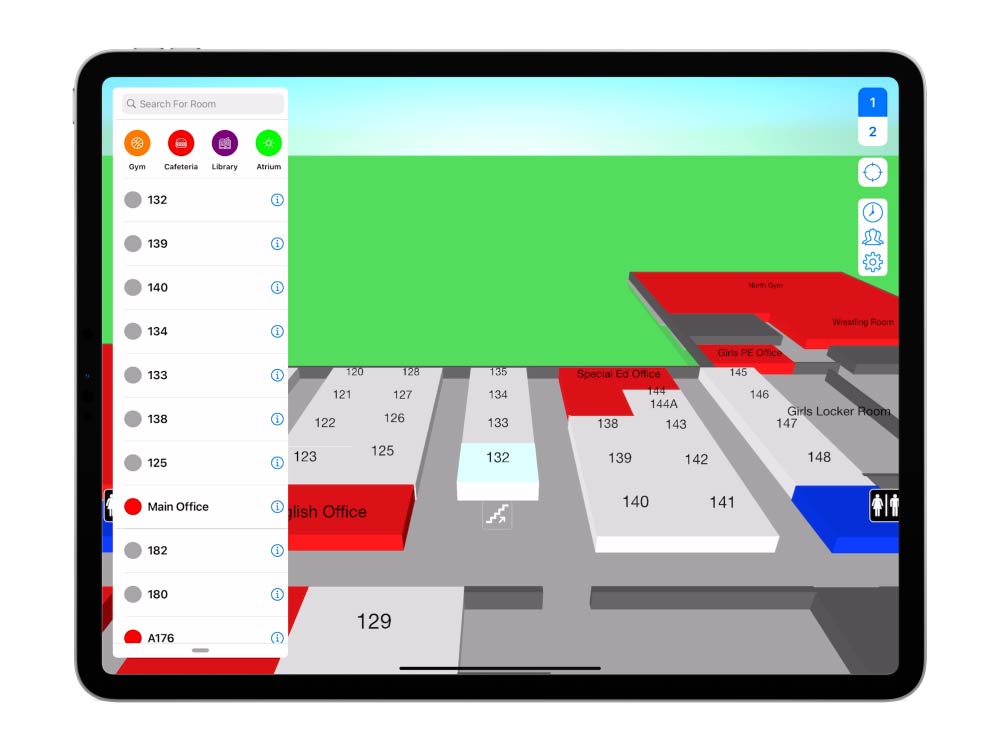 Search For Room
Gym
Cafeteria
Library
Atrium
132
139
140
134
133
138
125
Main Office
182
180
A176
1
2
North Gym
Wrestling Room
Girls PE Office
Special Ed Office
120
128
135
145
121
127
134
144
146
144A
Girls Locker Room
122
126
133
138
143
147
123
125
132
139
142
148
140
141
glish Office
129